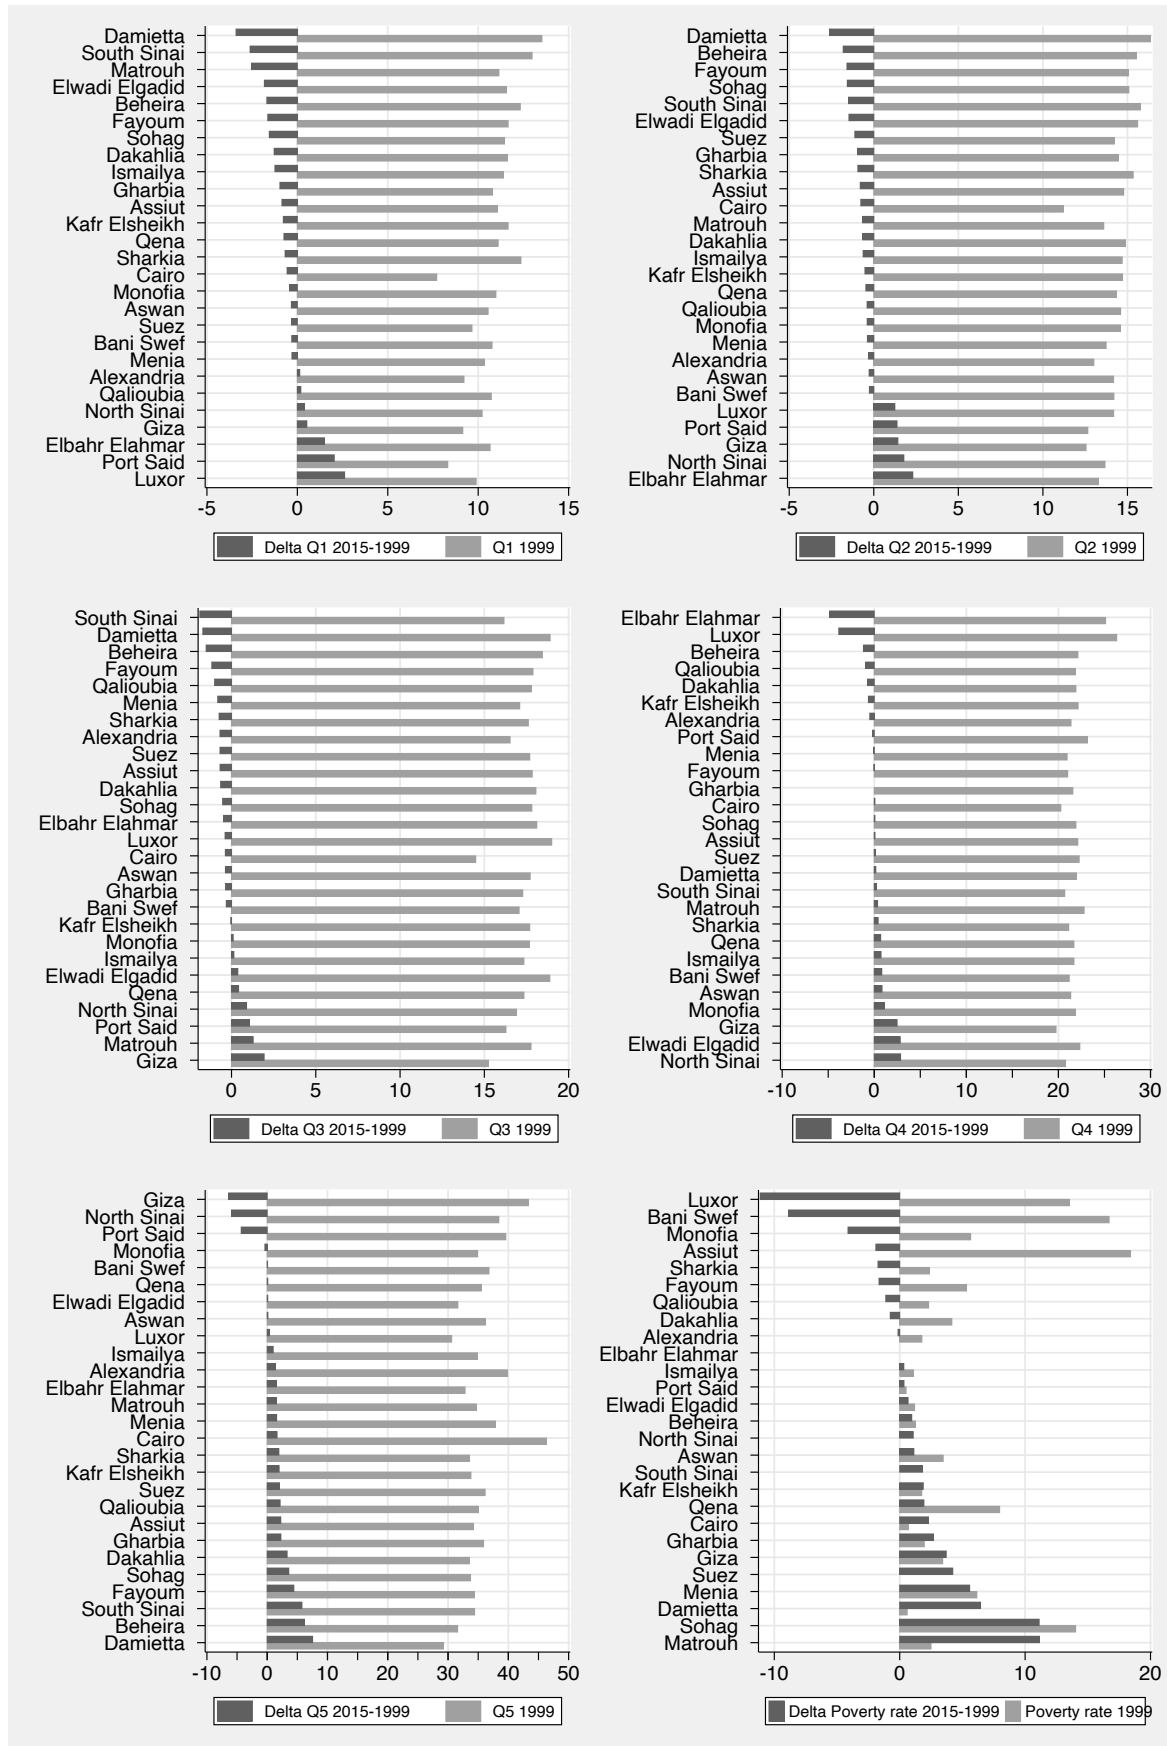 Damietta
South Sinai
Matrouh
Elwadi Elgadid
Beheira
Fayoum
Sohag
Dakahlia
Ismailya
Gharbia
Assiut
Kafr Elsheikh
Qena
Sharkia
Cairo
Monofia
Aswan
Suez
Bani Swef
Menia
Alexandria
Qalioubia
North Sinai
Giza
Elbahr Elahmar
Port Said
Luxor
-5 0 5 10 15
Delta Q1 2015-1999 Q1 1999
Damietta
Beheira
Fayoum
Sohag
South Sinai
Elwadi Elgadid
Suez
Gharbia
Sharkia
Assiut
Cairo
Matrouh
Dakahlia
Ismailya
Kafr Elsheikh
Qena
Qalioubia
Monofia
Menia
Alexandria
Aswan
Bani Swef
Luxor
Port Said
Giza
North Sinai
Elbahr Elahmar
-5 0 5 10 15
Delta Q2 2015-1999 Q2 1999
South Sinai
Damietta
Beheira
Fayoum
Qalioubia
Menia
Sharkia
Alexandria
Suez
Assiut
Dakahlia
Sohag
Elbahr Elahmar
Luxor
Cairo
Aswan
Gharbia
Bani Swef
Kafr Elsheikh
Monofia
Ismailya
Elwadi Elgadid
Qena
North Sinai
Port Said
Matrouh
Giza
0 5 10 15 20
Delta Q3 2015-1999 Q3 1999
Elbahr Elahmar
Luxor
Beheira
Qalioubia
Dakahlia
Kafr Elsheikh
Alexandria
Port Said
Menia
Fayoum
Gharbia
Cairo
Sohag
Assiut
Suez
Damietta
South Sinai
Matrouh
Sharkia
Qena
Ismailya
Bani Swef
Aswan
Monofia
Giza
Elwadi Elgadid
North Sinai
-10 0 10 20 30
Delta Q4 2015-1999 Q4 1999
Giza
North Sinai
Port Said
Monofia
Bani Swef
Qena
Elwadi Elgadid
Aswan
Luxor
Ismailya
Alexandria
Elbahr Elahmar
Matrouh
Menia
Cairo
Sharkia
Kafr Elsheikh
Suez
Qalioubia
Assiut
Gharbia
Dakahlia
Sohag
Fayoum
South Sinai
Beheira
Damietta
-10 0 10 20 30 40 50
Delta Q5 2015-1999 Q5 1999
Luxor
Bani Swef
Monofia
Assiut
Sharkia
Fayoum
Qalioubia
Dakahlia
Alexandria
Elbahr Elahmar
Ismailya
Port Said
Elwadi Elgadid
Beheira
North Sinai
Aswan
South Sinai
Kafr Elsheikh
Qena
Cairo
Gharbia
Giza
Suez
Menia
Damietta
Sohag
Matrouh
-10 0 10 20
Delta Poverty rate 2015-1999 Poverty rate 1999